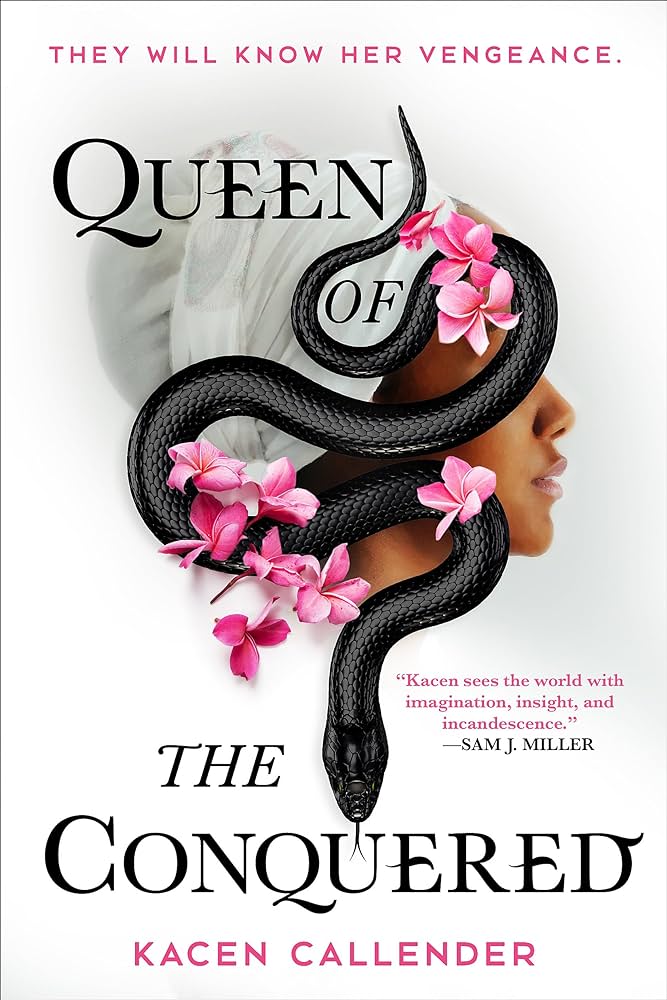 THEY WILL KNOW HER VENGEANCE.
QUEEN
OF
“Kacen sees the world with
imagination, insight, and
incandescence.”
—SAM J. MILLER
THE
CONQUERED
KACEN CALLENDER